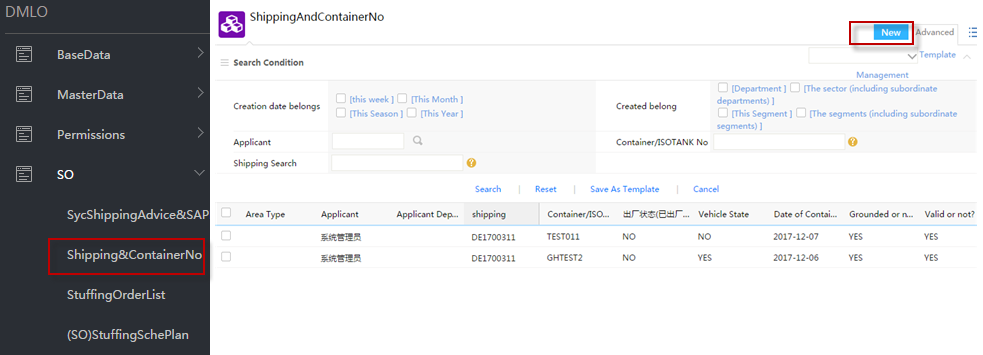 DMLO
BaseData
MasterData
Permissions
SO
SycShippingAdvice&SAP
Shipping&ContainerNo
StuffingOrderList
(SO)StuffingSchePlan
ShippingAndContainerNo
New Advanced
Search Condition
Template
Management
Creation date belongs [this week ] [This Month ]
[This Season ] [This Year ]
Created belong [Department ] [The sector (including subordinate
departments) ]
[This Segment ] [The segments (including subordinate
segments) ]
Applicant Container/ISOTANK No ?
Shipping Search ?
Search | Reset | Save As Template | Cancel
Area Type Applicant Applicant Dep... shipping Container/ISO... 出厂状态(已出厂... Vehicle State Date of Contai... Grounded or n... Valid or not?
系统管理员 DE1700311 TEST011 NO NO 2017-12-07 YES YES
系统管理员 DE1700311 GHTEST2 NO YES 2017-12-06 YES YES